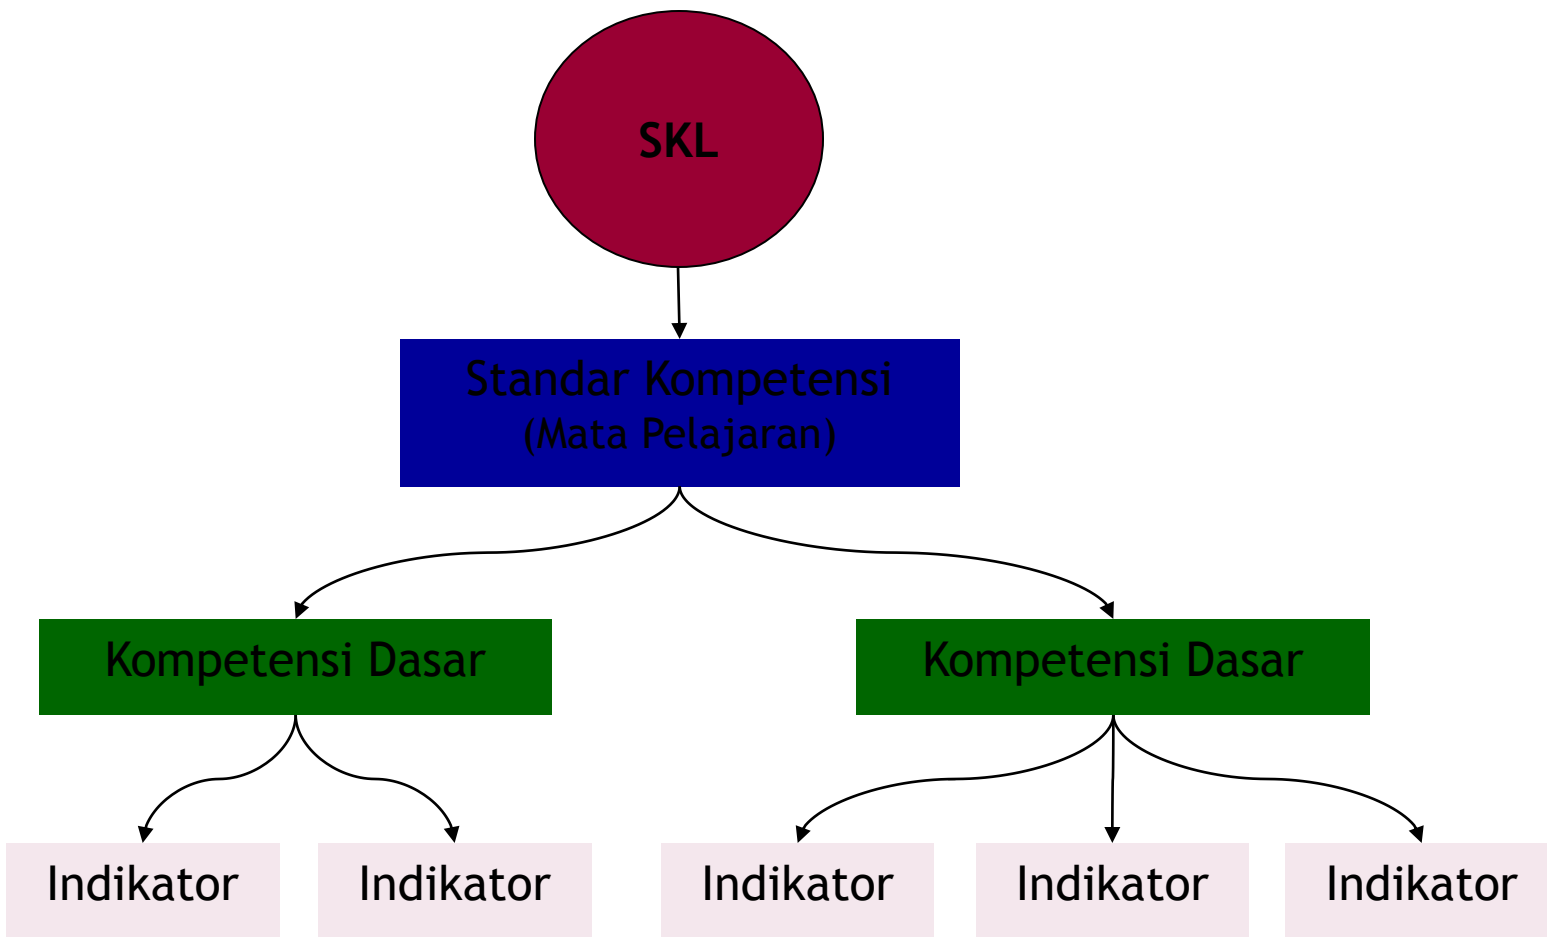 SKL
Standar Kompetensi
(Mata Pelajaran)
Kompetensi Dasar
Kompetensi Dasar
Indikator
Indikator
Indikator
Indikator
Indikator